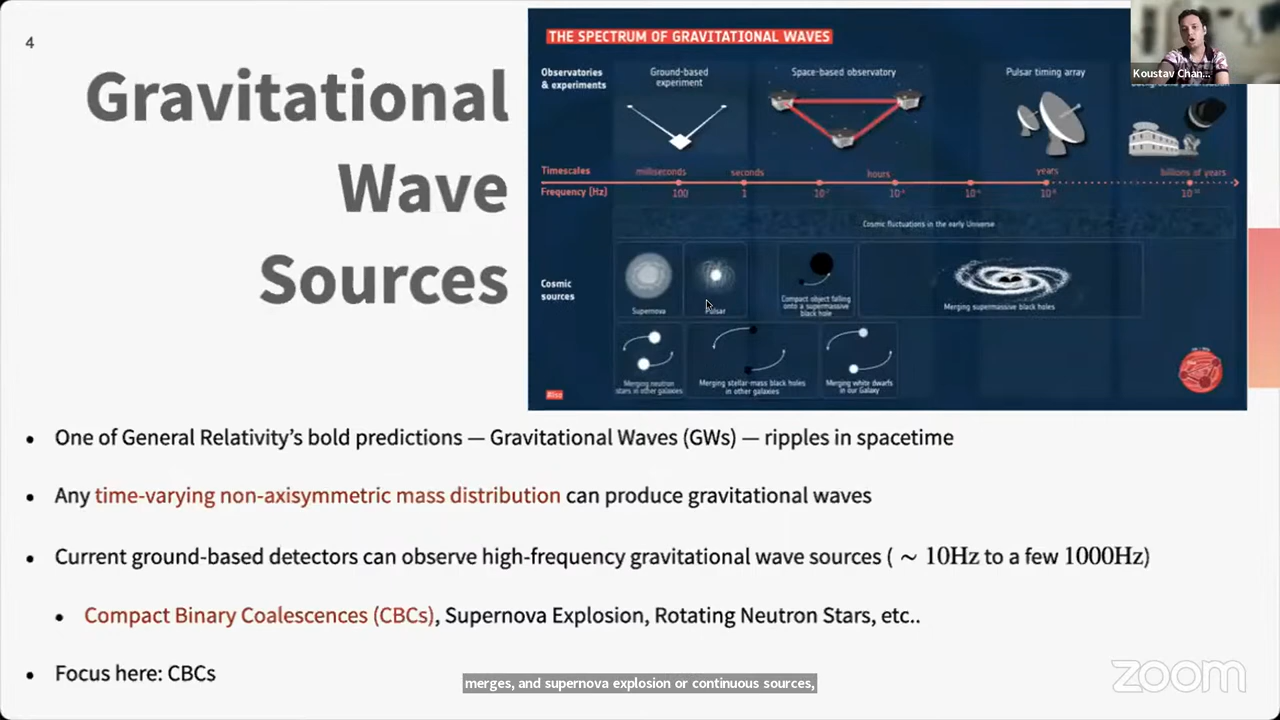 4
Gravitational
Wave
Sources
THE SPECTRUM OF GRAVITATIONAL WAVES
Observatories
& experiments
Ground-based
experiment
Space-based observatory
Pulsar timing array
Koustav Chan...
Timescales
milliseconds
seconds
hours
years
billions of years
Frequency (Hz)
100
1
Cosmic fluctuations in the early Universe
Cosmic
sources
Supernova
Pulsar
Compact object falling
onto a supermassive
black hole
Merging supermassive black holes
Merging neutron
stars in other galaxies
Merging stellar-mass black holes
in other galaxies
Merging white dwarfs
in our Galaxy
• One of General Relativity’s bold predictions — Gravitational Waves (GWs) — ripples in spacetime
• Any time-varying non-axisymmetric mass distribution can produce gravitational waves
• Current ground-based detectors can observe high-frequency gravitational wave sources ( ~ 10Hz to a few 1000Hz)
• Compact Binary Coalescences (CBCs), Supernova Explosion, Rotating Neutron Stars, etc..
• Focus here: CBCs
merges, and supernova explosion or continuous sources,
zoom